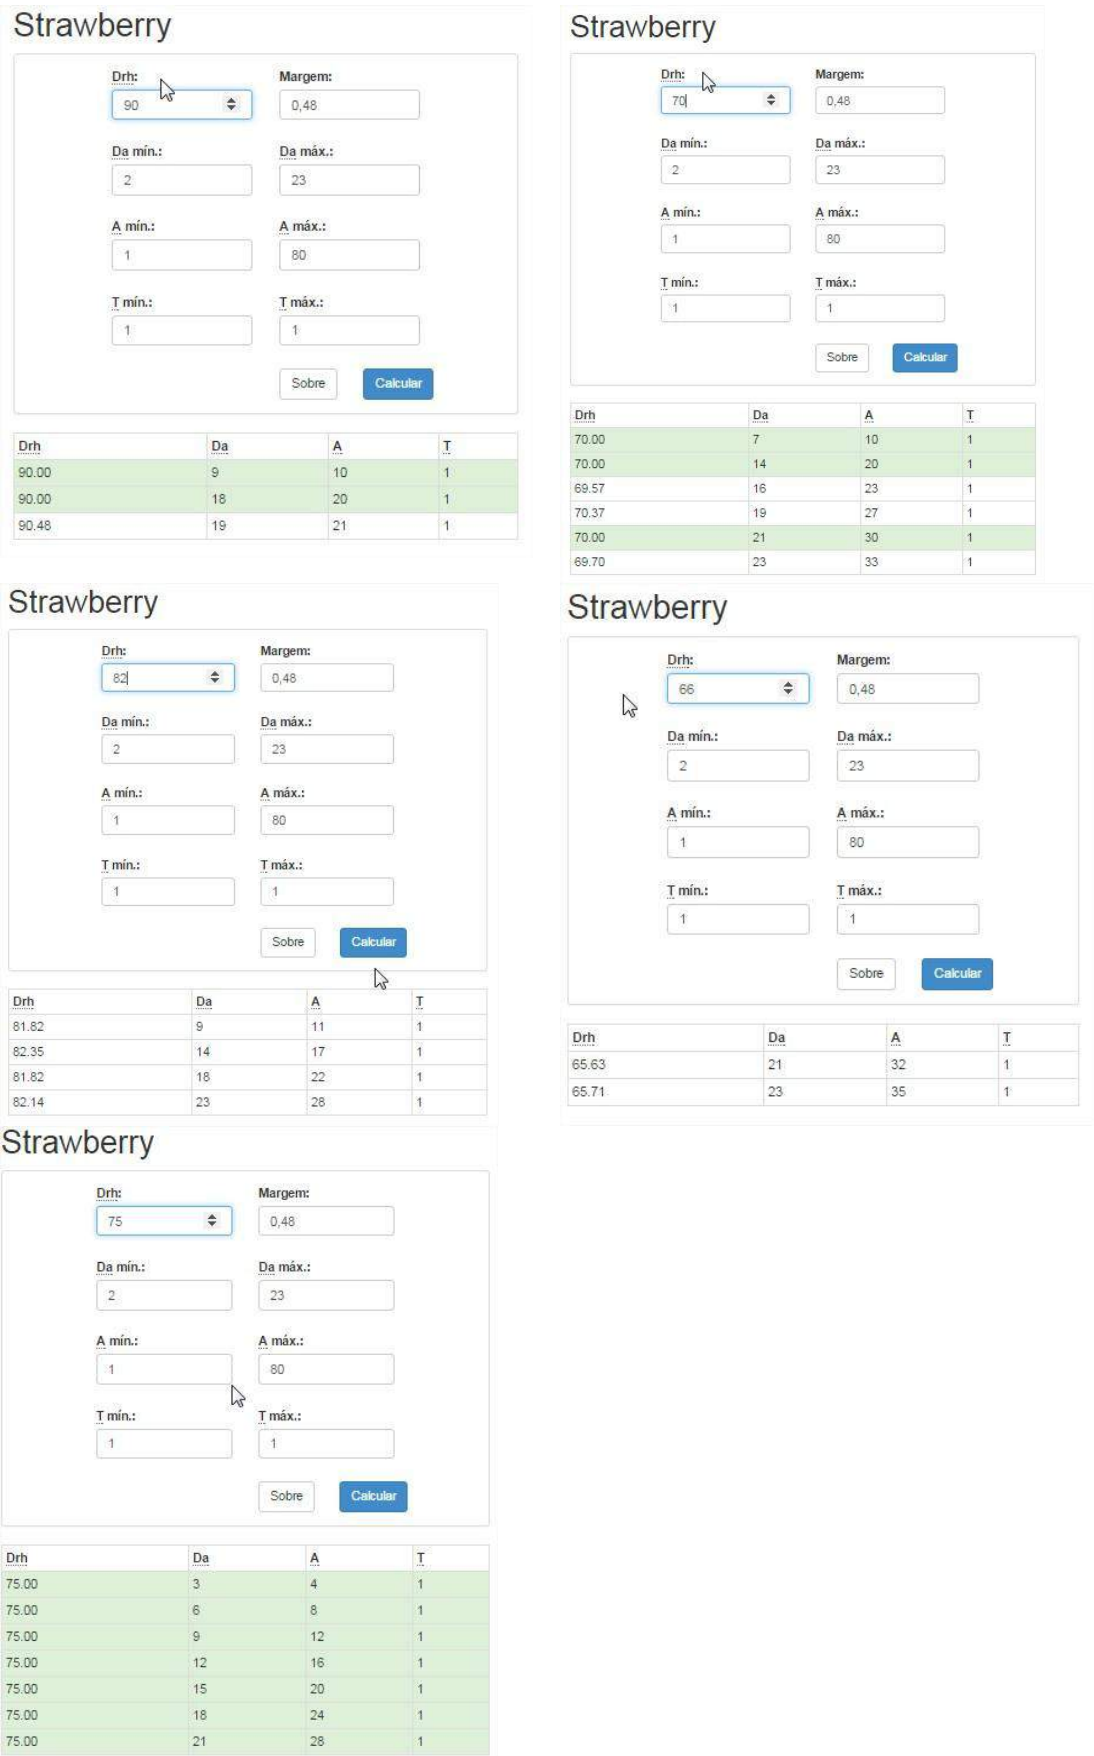 Strawberry
Drh: Margem:
90 0,48
Da mín.: Da máx.:
2 23
A mín.: A máx.:
1 80
T mín.: T máx.:
1 1
Sobre Calcular
Drh Da A T
90.00 9 10 1
90.00 18 20 1
90.48 19 21 1
Strawberry
Drh: Margem:
70 0,48
Da mín.: Da máx.:
2 23
A mín.: A máx.:
1 80
T mín.: T máx.:
1 1
Sobre Calcular
Drh Da A T
70.00 7 10 1
70.00 14 20 1
69.57 16 23 1
70.37 19 27 1
70.00 21 30 1
69.70 23 33 1
Strawberry
Drh: Margem:
82 0,48
Da mín.: Da máx.:
2 23
A mín.: A máx.:
1 80
T mín.: T máx.:
1 1
Sobre Calcular
Drh Da A T
81.82 9 11 1
82.35 14 17 1
81.82 18 22 1
82.14 23 28 1
Strawberry
Drh: Margem:
66 0,48
Da mín.: Da máx.:
2 23
A mín.: A máx.:
1 80
T mín.: T máx.:
1 1
Sobre Calcular
Drh Da A T
65.63 21 32 1
65.71 23 35 1
Strawberry
Drh: Margem:
75 0,48
Da mín.: Da máx.:
2 23
A mín.: A máx.:
1 80
T mín.: T máx.:
1 1
Sobre Calcular
Drh Da A T
75.00 3 4 1
75.00 6 8 1
75.00 9 12 1
75.00 12 16 1
75.00 15 20 1
75.00 18 24 1
75.00 21 28 1